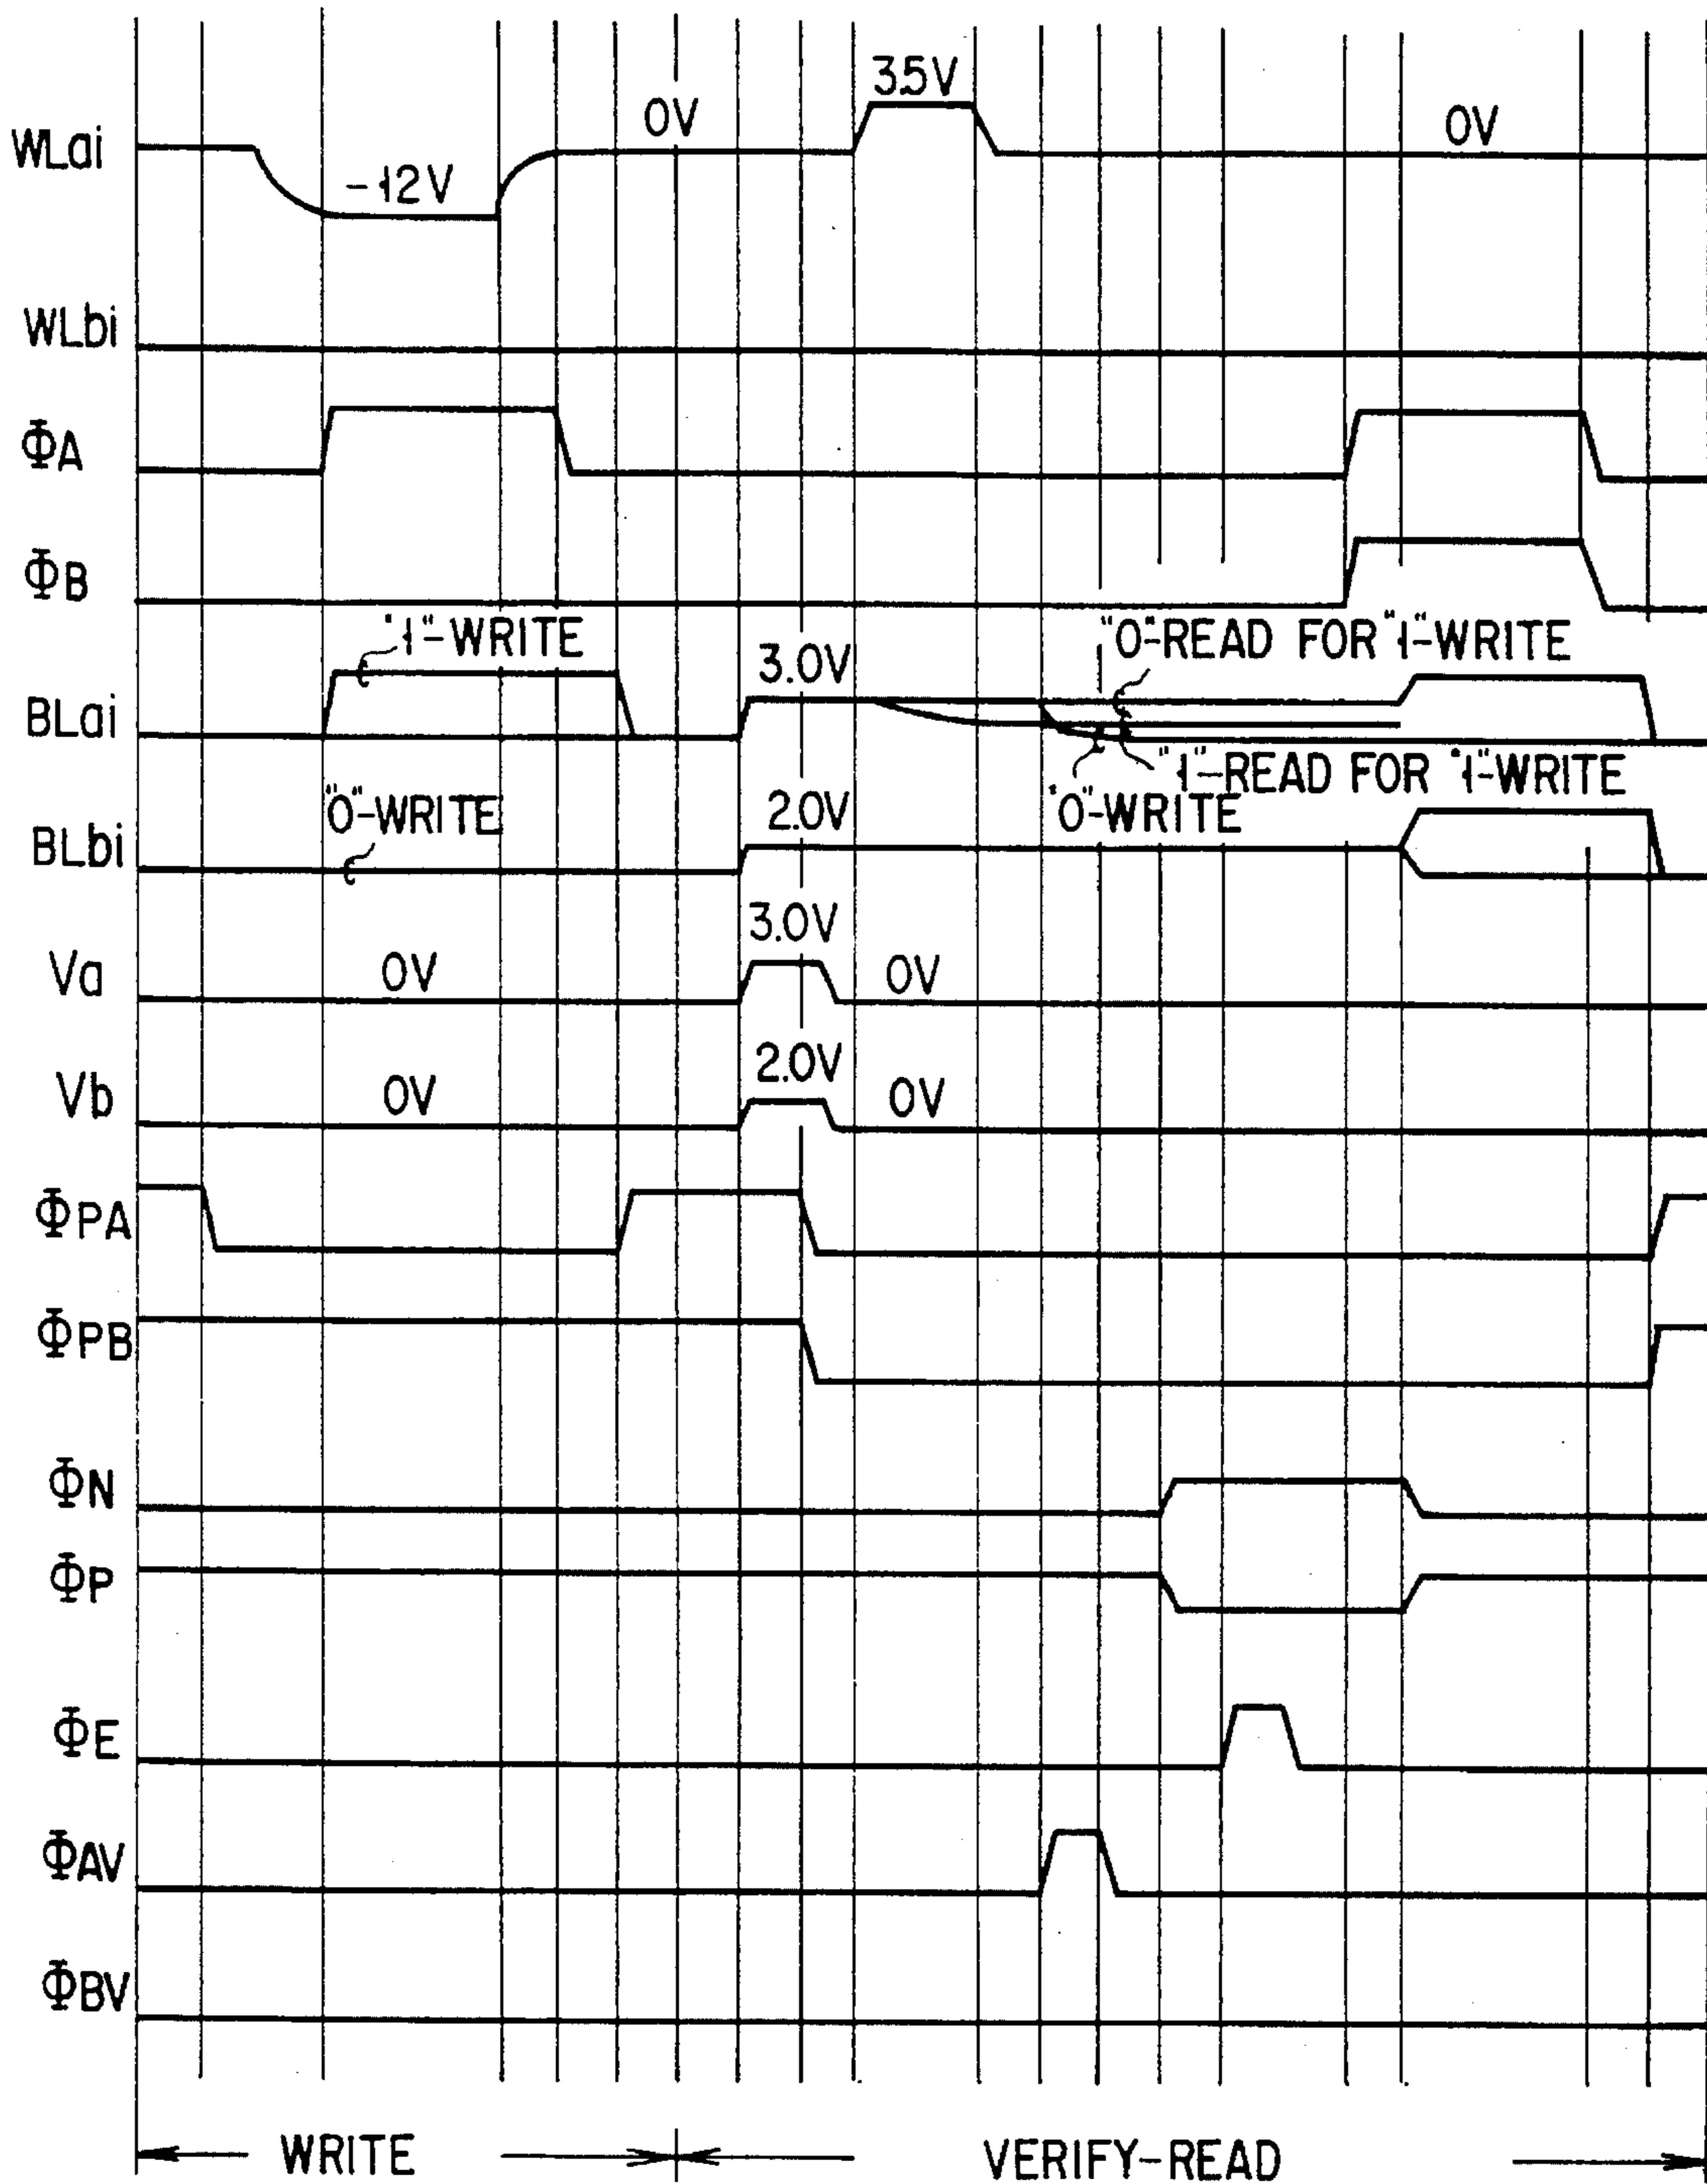 3.5V
0V
0V
WLai
-12V
WLbi
ΦA
ΦB
"1"-WRITE
"0"-READ FOR "1"-WRITE
3.0V
BLai
"1"-READ FOR "1"-WRITE
"0"-WRITE
2.0V
"0"-WRITE
BLbi
3.0V
Va
0V
0V
2.0V
Vb
0V
0V
ΦPA
ΦPB
ΦN
ΦP
ΦE
ΦAV
ΦBV
WRITE
VERIFY-READ